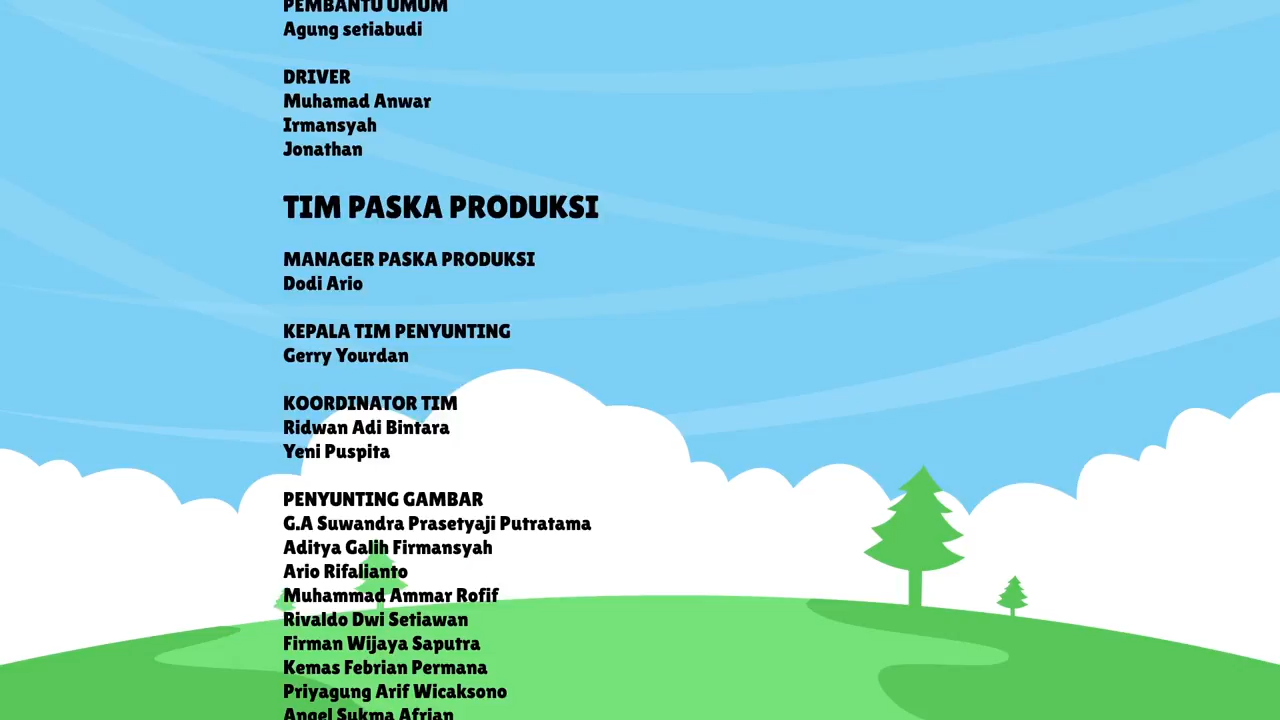 PEMBANTU UMUM
Agung setiabudi
DRIVER
Muhamad Anwar
Irmansyah
Jonathan
TIM PASKA PRODUKSI
MANAGER PASKA PRODUKSI
Dodi Ario
KEPALA TIM PENYUNTING
Gerry Yourdan
KOORDINATOR TIM
Ridwan Adi Bintara
Yeni Puspita
PENYUNTING GAMBAR
G.A Suwandra Prasetyaji Putratama
Aditya Galih Firmansyah
Ario Rifalianto
Muhammad Ammar Rofif
Rivaldo Dwi Setiawan
Firman Wijaya Saputra
Kemas Febrian Permana
Priyagung Arif Wicaksono
Angel Sukma Afrian